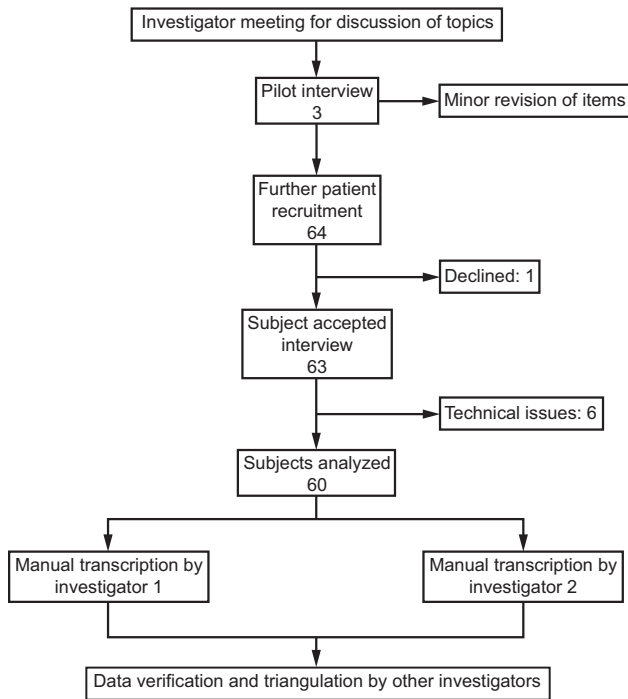 Investigator meeting for discussion of topics
Pilot interview
3
Minor revision of items
Further patient
recruitment
64
Declined: 1
Subject accepted
interview
63
Technical issues: 6
Subjects analyzed
60
Manual transcription by
investigator 1
Manual transcription by
investigator 2
Data verification and triangulation by other investigators